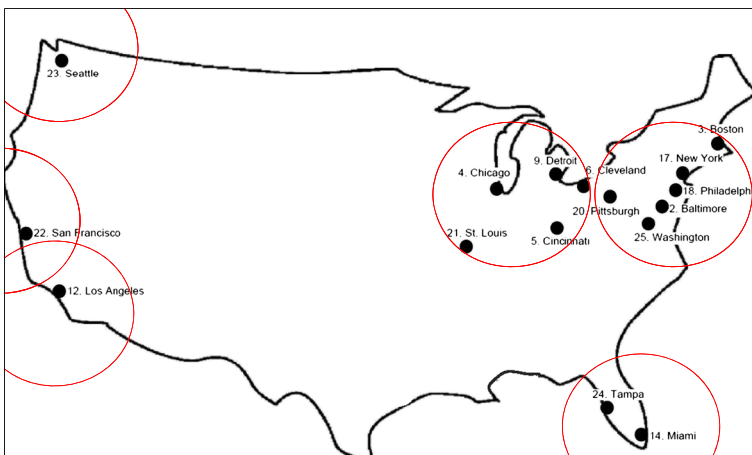 23. Seattle
3. Boston
17. New York
9. Detroit
6. Cleveland
4. Chicago
18. Philadelph
20. Pittsburgh
2. Baltimore
22. San Francisco
21. St. Louis
5. Cincinnati
25. Washington
12. Los Angeles
24. Tampa
14. Miami